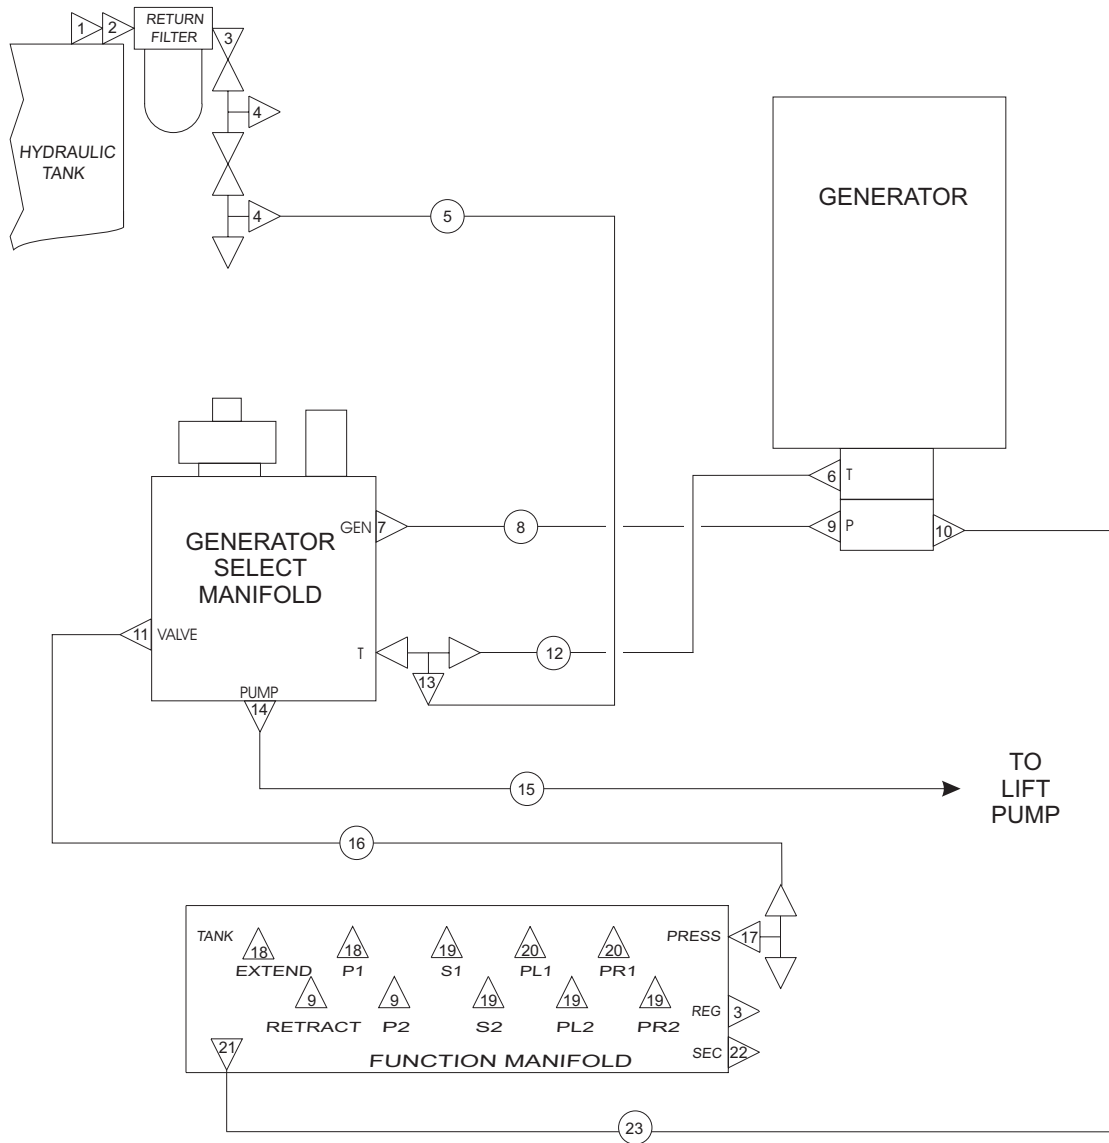 1 2 RETURN
FILTER
3
4
HYDRAULIC
TANK
4 5
GENERATOR
6 T
GEN 7 8 9 P 10
GENERATOR
SELECT
MANIFOLD
11 VALVE
T 12
13
PUMP
14
15
TO
LIFT
PUMP
16
TANK 18 18 19 20 20 PRESS 17
EXTEND P1 S1 PL1 PR1
9 9 19 19 19 REG 3
RETRACT P2 S2 PL2 PR2
21 FUNCTION MANIFOLD SEC 22
23